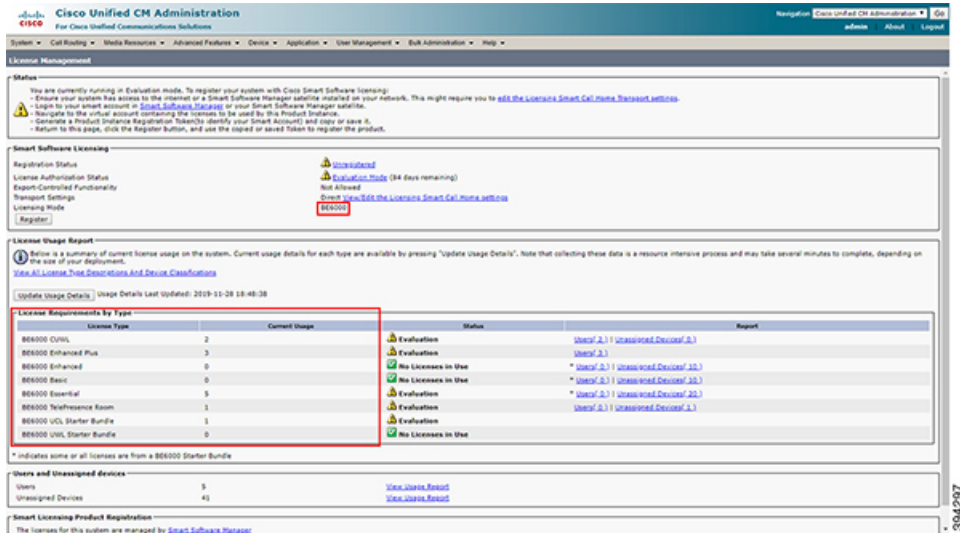 cisco
Cisco Unified CM Administration
For Cisco Unified Communications Solutions
Navigation Cisco Unified CM Administration Go
admin About Logout
System Call Routing Media Resources Advanced Features Device Application User Management Bulk Administration Help
License Management
Status
You are currently running in Evaluation mode. To register your system with Cisco Smart Software licensing:
- Ensure your system has access to the internet or a Smart Software Manager satellite installed on your network. This might require you to edit the Licensing Smart Call Home Transport settings.
- Login to your smart account in Smart Software Manager or your Smart Software Manager satellite.
- Navigate to the virtual account containing the licenses to be used by this Product Instance.
- Generate a Product Instance Registration Token(to identify your Smart Account) and copy or save it.
- Return to this page, click the Register button, and use the copied or saved Token to register the product.
Smart Software Licensing
Registration Status Unregistered
License Authorization Status Evaluation Mode (84 days remaining)
Export-Controlled Functionality Not Allowed
Transport Settings Direct View/Edit the Licensing Smart Call Home settings
Licensing Mode BE6000
Register
License Usage Report
Below is a summary of current license usage on the system. Current usage details for each type are available by pressing "Update Usage Details". Note that collecting these data is a resource intensive process and may take several minutes to complete, depending on
the size of your deployment.
View All License Type Descriptions And Device Classifications
Update Usage Details Usage Details Last Updated: 2019-11-28 18:48:38
License Requirements by Type
License Type Current Usage Status Report
BE6000 CUWL 2 Evaluation Users( 2 ) | Unassigned Devices( 0 )
BE6000 Enhanced Plus 3 Evaluation Users( 3 )
BE6000 Enhanced 0 No Licenses in Use * Users( 0 ) | Unassigned Devices( 10 )
BE6000 Basic 0 No Licenses in Use * Users( 0 ) | Unassigned Devices( 10 )
BE6000 Essential 5 Evaluation * Users( 0 ) | Unassigned Devices( 20 )
BE6000 TelePresence Room 1 Evaluation Users( 0 ) | Unassigned Devices( 1 )
BE6000 UCL Starter Bundle 1 Evaluation
BE6000 UWL Starter Bundle 0 No Licenses in Use
* indicates some or all licenses are from a BE6000 Starter Bundle
Users and Unassigned devices
Users 5 View Usage Report
Unassigned Devices 41 View Usage Report
Smart Licensing Product Registration
The licenses for this system are managed by Smart Software Manager
394297